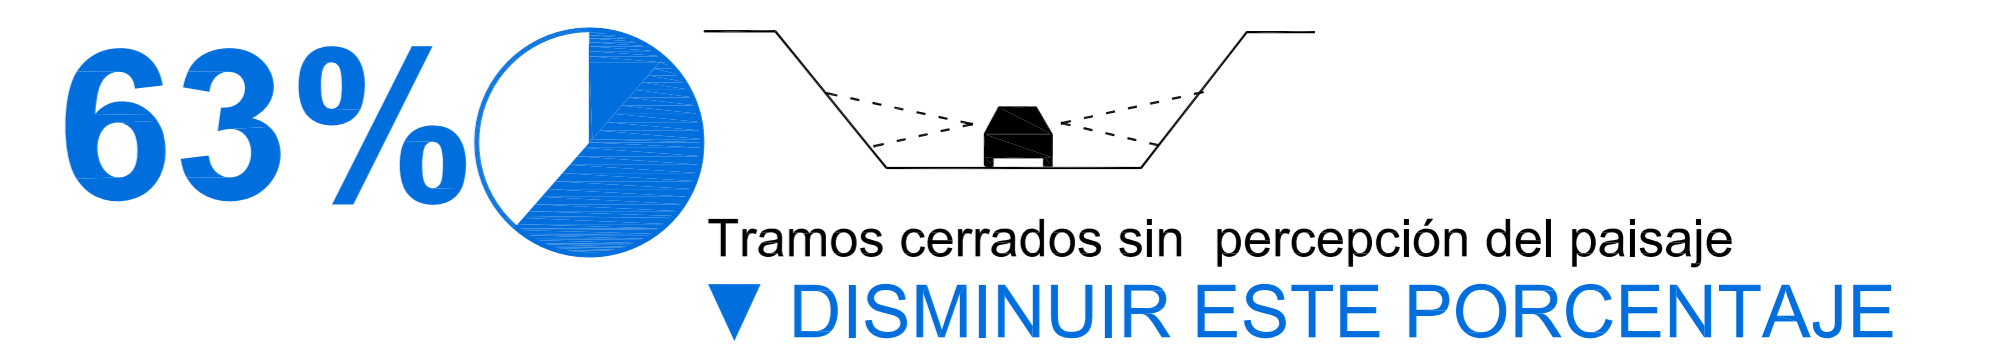 63%
Tramos cerrados sin percepción del paisaje
▼ DISMINUIR ESTE PORCENTAJE